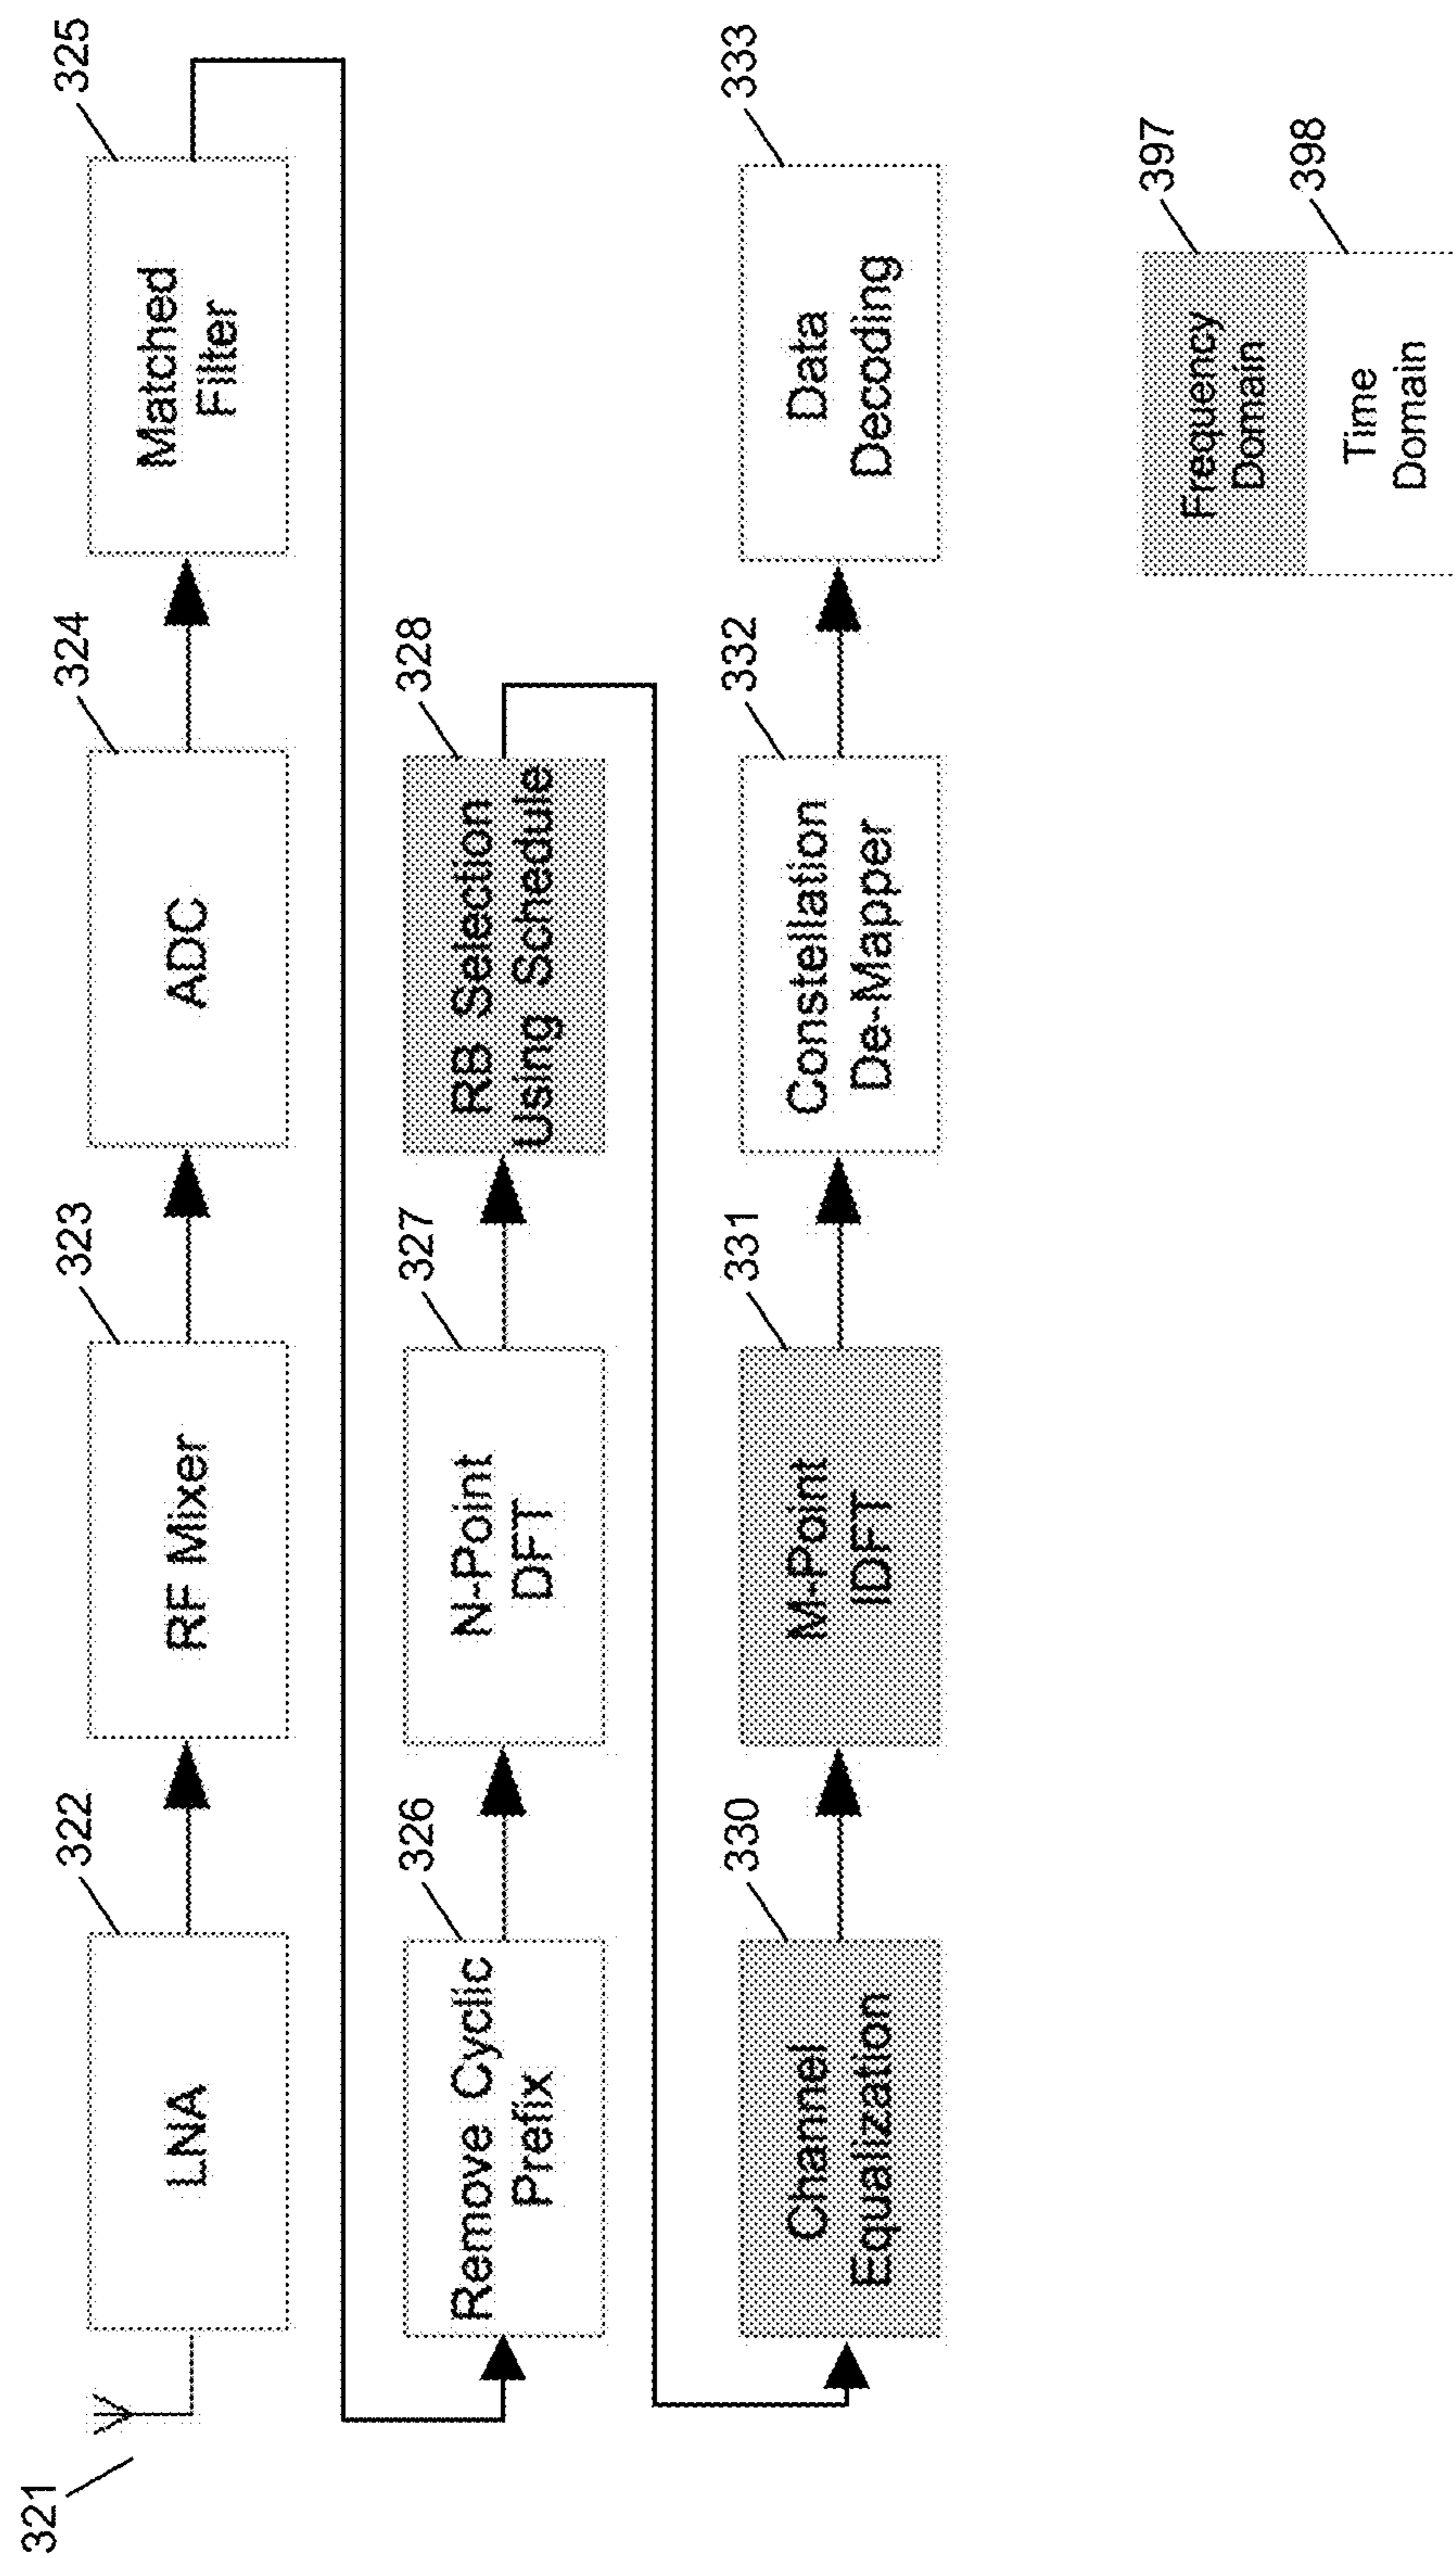 321
322
LNA
323
RF Mixer
324
ADC
325
Matched
Filter
326
Remove Cyclic
Prefix
327
N-Point
DFT
328
RB Selection
Using Schedule
330
Channel
Equalization
331
M-Point
IDFT
332
Constellation
De-Mapper
333
Data
Decoding
397
Frequency
Domain
398
Time
Domain